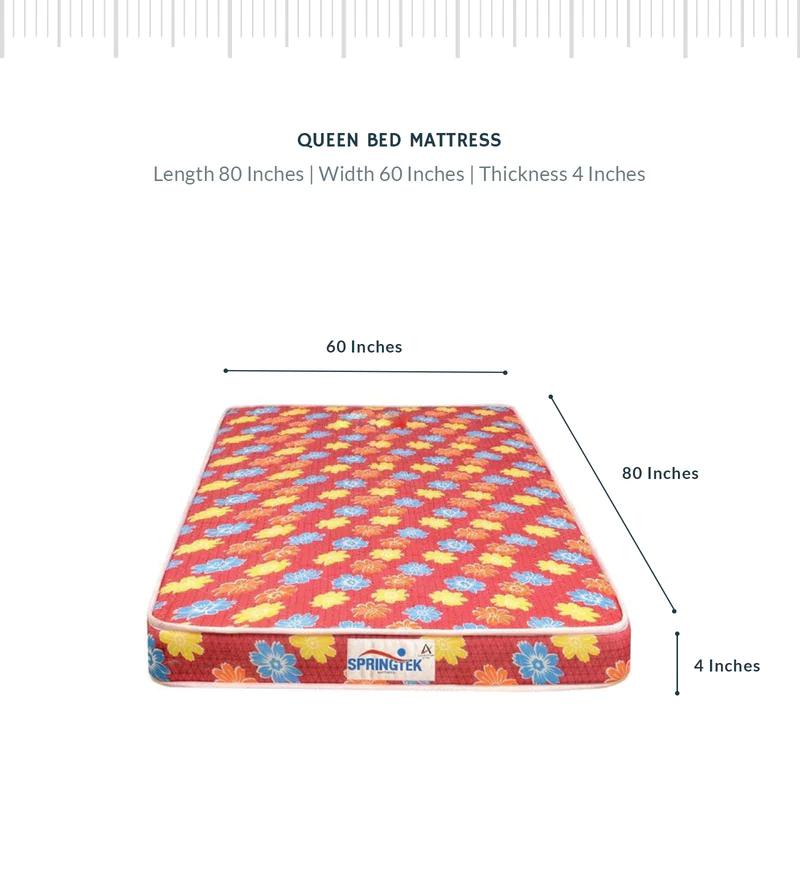 QUEEN BED MATTRESS
Length 80 Inches | Width 60 Inches | Thickness 4 Inches
60 Inches
80 Inches
4 Inches
SPRINGTEK